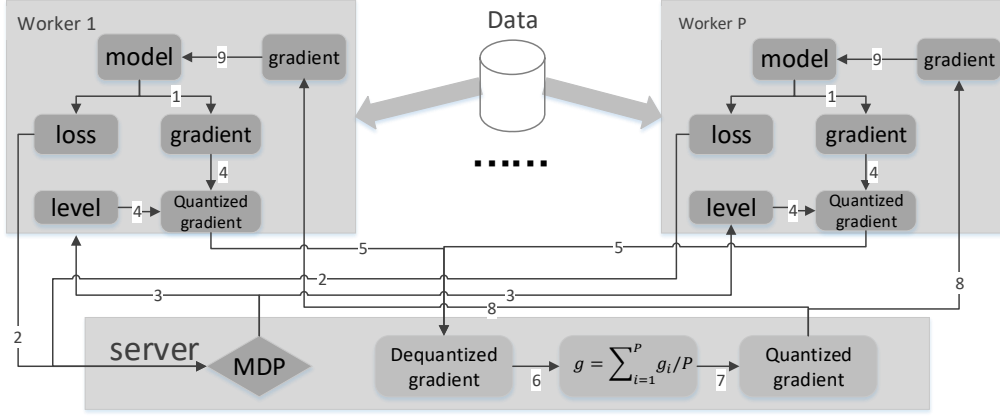 Worker 1
Data
Worker P
model
9
gradient
model
9
gradient
1
1
loss
gradient
loss
gradient
4
4
……
level
4
Quantized
gradient
level
4
Quantized
gradient
5
5
2
3
3
8
8
2
server
MDP
Dequantized
gradient
6
g = ∑_{i=1}^{P} g_i/P
7
Quantized
gradient